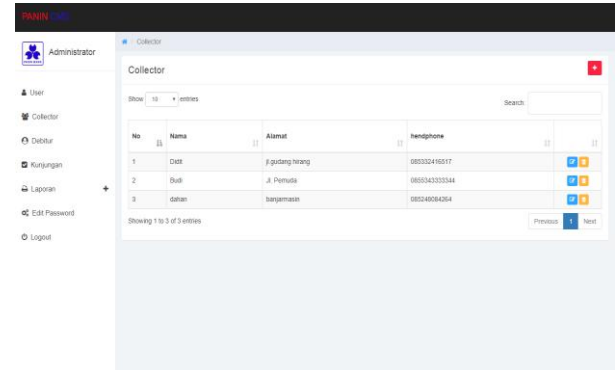 PANIN
Administrator
User
Collector
Debitur
Kunjungan
Laporan
Edit Password
Logout
Collector
Collector
Show 10 entries
Search:
No Nama Alamat hendphone
1 Didit jl.gudang hirang 085332416517
2 Budi Jl. Pemuda 0855343333344
3 dahan banjarmasin 085248084264
Showing 1 to 3 of 3 entries
Previous 1 Next